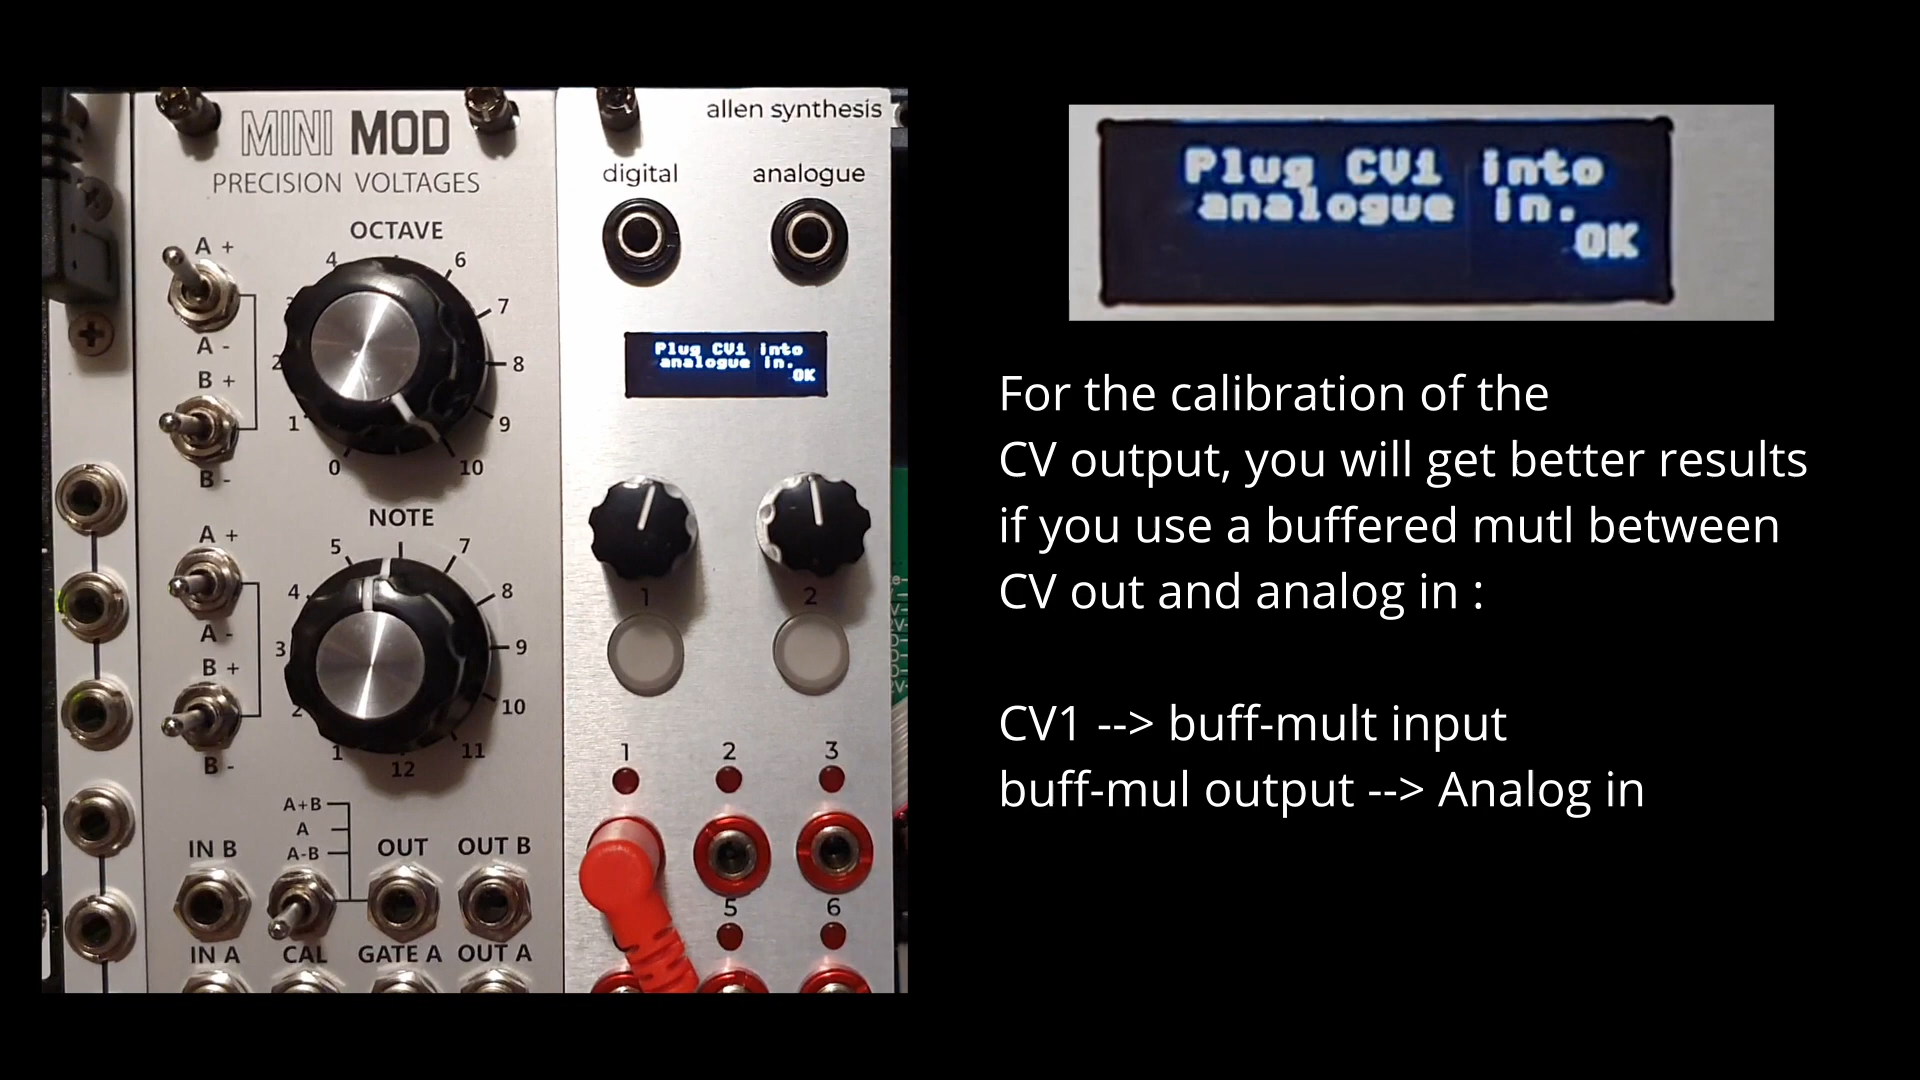 MINI MOD
PRECISION VOLTAGES
OCTAVE
A +
A -
B +
B -
4
6
7
2
8
1
9
0
10
NOTE
A +
A -
B +
B -
5
7
4
8
3
9
2
10
1
11
12
A+B
A
A-B
IN B
OUT
OUT B
IN A
CAL
GATE A
OUT A
allen synthesis
digital
analogue
Plug CV1 into
analogue in.
OK
1
2
1
2
3
5
6
Plug CV1 into
analogue in.
OK
For the calibration of the
CV output, you will get better results
if you use a buffered mutl between
CV out and analog in :
CV1 --> buff-mult input
buff-mul output --> Analog in